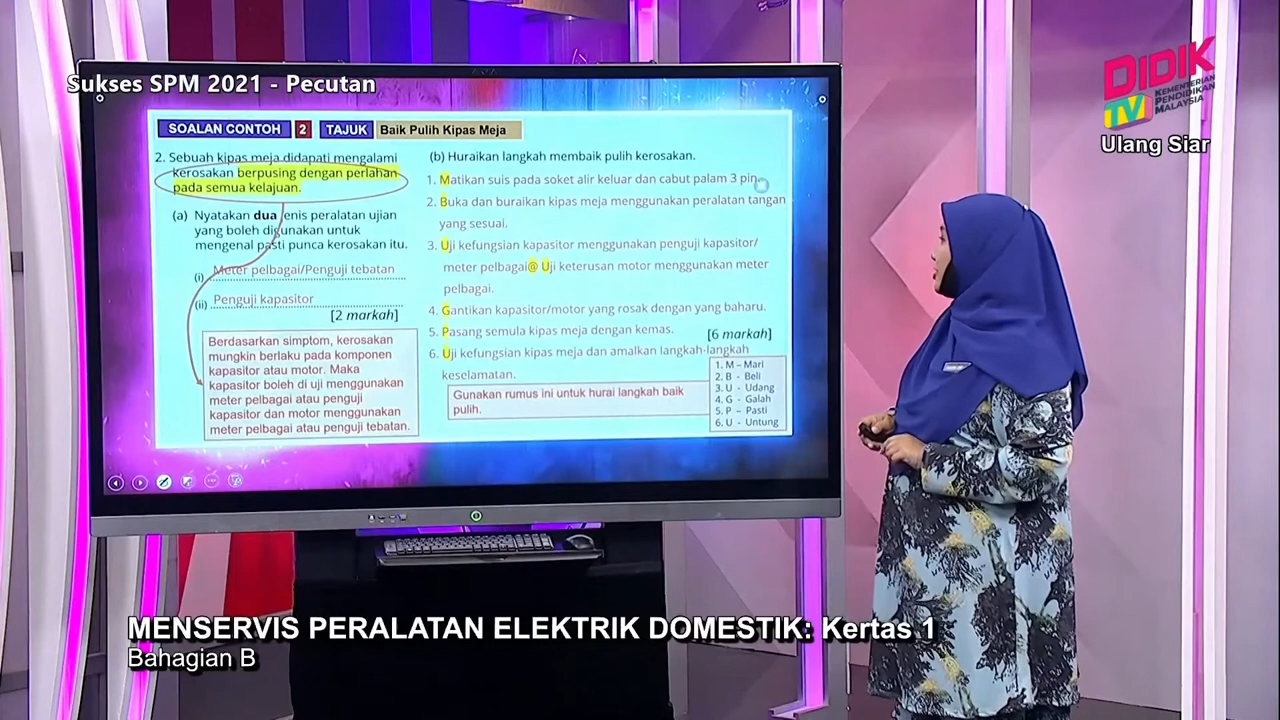 Sukses SPM 2021 - Pecutan
DIDIK
TV
KEMENTERIAN
PENDIDIKAN
MALAYSIA
Ulang Siar
SOALAN CONTOH 2 TAJUK Baik Pulih Kipas Meja
2. Sebuah kipas meja didapati mengalami
kerosakan berpusing dengan perlahan
pada semua kelajuan.
(a) Nyatakan dua jenis peralatan ujian
yang boleh digunakan untuk
mengenal pasti punca kerosakan itu.
(i) Meter pelbagai/Penguji tebatan
(ii) Penguji kapasitor
[2 markah]
Berdasarkan simptom, kerosakan
mungkin berlaku pada komponen
kapasitor atau motor. Maka
kapasitor boleh di uji menggunakan
meter pelbagai atau penguji
kapasitor dan motor menggunakan
meter pelbagai atau penguji tebatan.
(b) Huraikan langkah membaik pulih kerosakan.
1. Matikan suis pada soket alir keluar dan cabut palam 3 pin.
2. Buka dan buraikan kipas meja menggunakan peralatan tangan
yang sesuai.
3. Uji kefungsian kapasitor menggunakan penguji kapasitor/
meter pelbagai@ Uji keterusan motor menggunakan meter
pelbagai.
4. Gantikan kapasitor/motor yang rosak dengan yang baharu.
5. Pasang semula kipas meja dengan kemas.
[6 markah]
6. Uji kefungsian kipas meja dan amalkan langkah-langkah
keselamatan.
Gunakan rumus ini untuk hurai langkah baik
pulih.
1. M – Mari
2. B - Beli
3. U - Udang
4. G - Galah
5. P – Pasti
6. U - Untung
MENSERVIS PERALATAN ELEKTRIK DOMESTIK: Kertas 1
Bahagian B